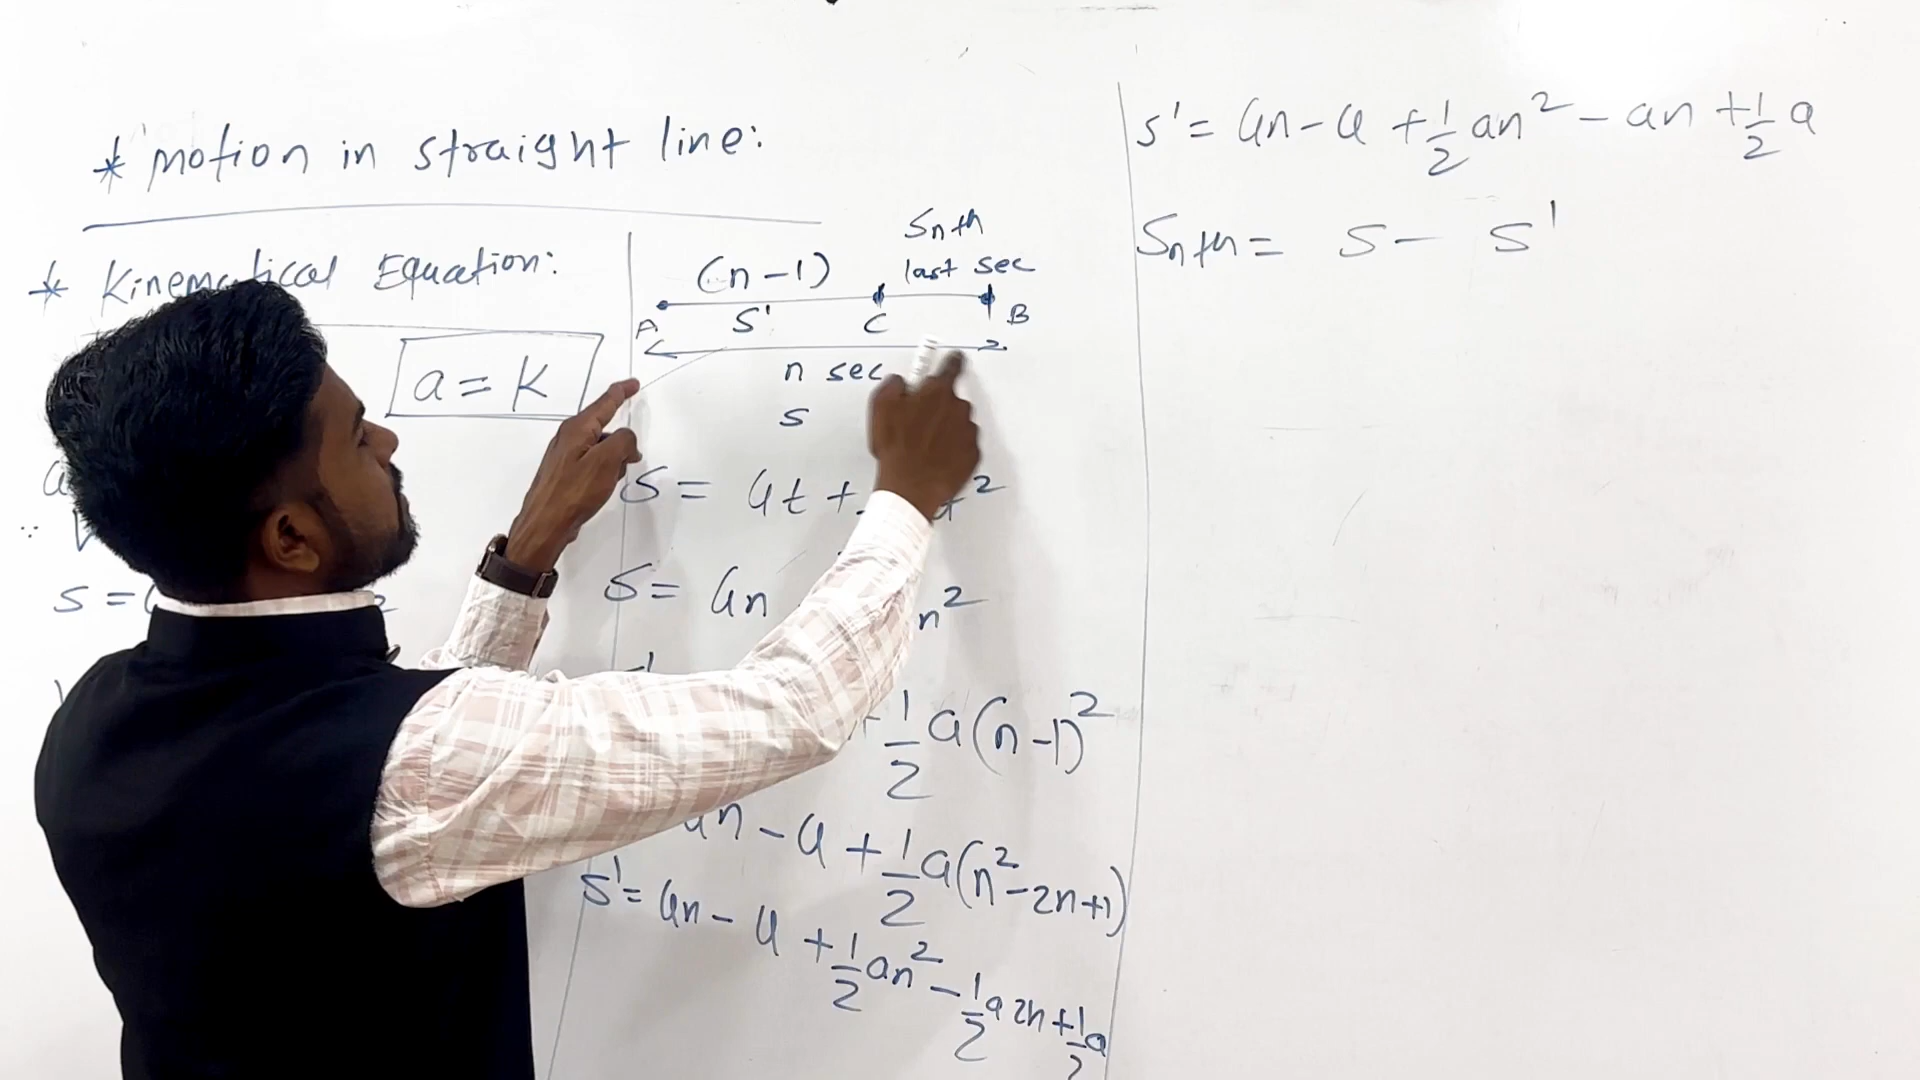 * motion in straight line:
* Kinematical Equation:
a = K
S =
Snth
last sec
(n-1)
A S' C B
n sec
S
S = ut +
S = un n²
+ 1/2 a(n-1)²
un - u + 1/2 a(n²-2n+1)
S' = un - u + 1/2 an² - 1/2 a 2n + 1/2 a
S' = un - u + 1/2 an² - an + 1/2 a
Snth = S - S'